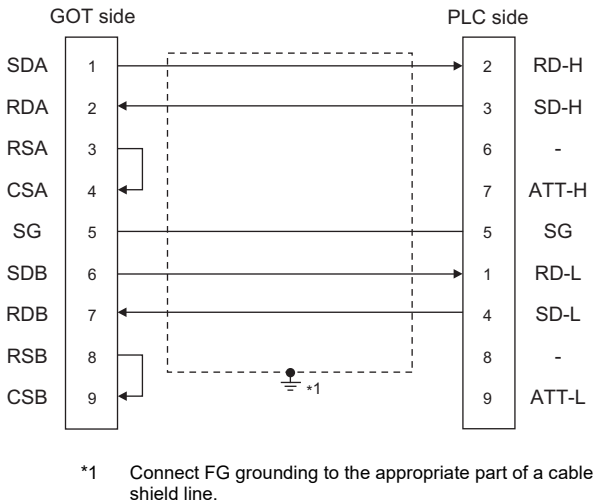 GOT side PLC side
SDA 1 2 RD-H
RDA 2 3 SD-H
RSA 3 6 -
CSA 4 7 ATT-H
SG 5 5 SG
SDB 6 1 RD-L
RDB 7 4 SD-L
RSB 8 8 -
CSB 9 9 ATT-L
*1
*1 Connect FG grounding to the appropriate part of a cable
shield line.